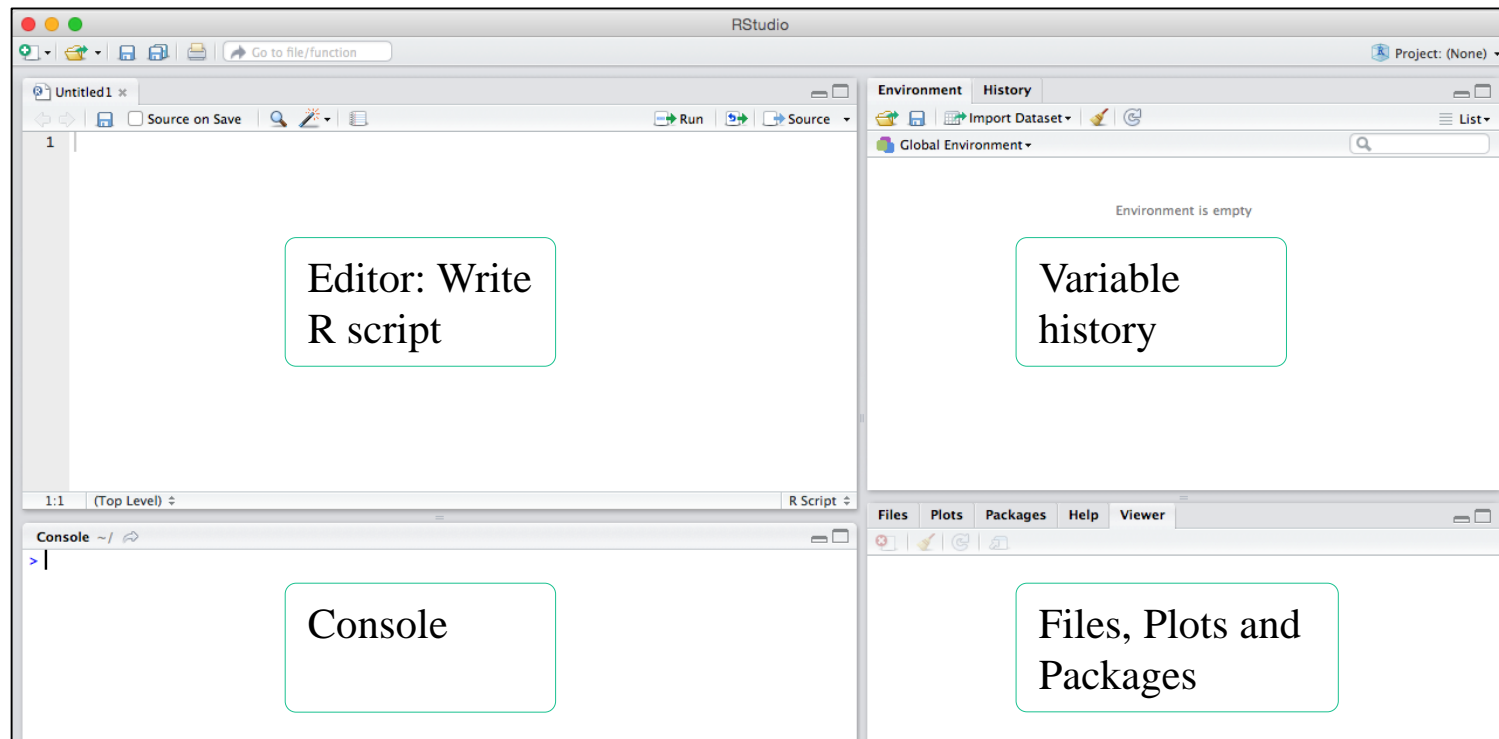 RStudio
Go to file/function
Project: (None)
Untitled1
Source on Save
Run
Source
1
Editor: Write
R script
1:1 (Top Level)
R Script
Environment History
Import Dataset
List
Global Environment
Environment is empty
Variable
history
Console ~/
>
Console
Files Plots Packages Help Viewer
Files, Plots and
Packages